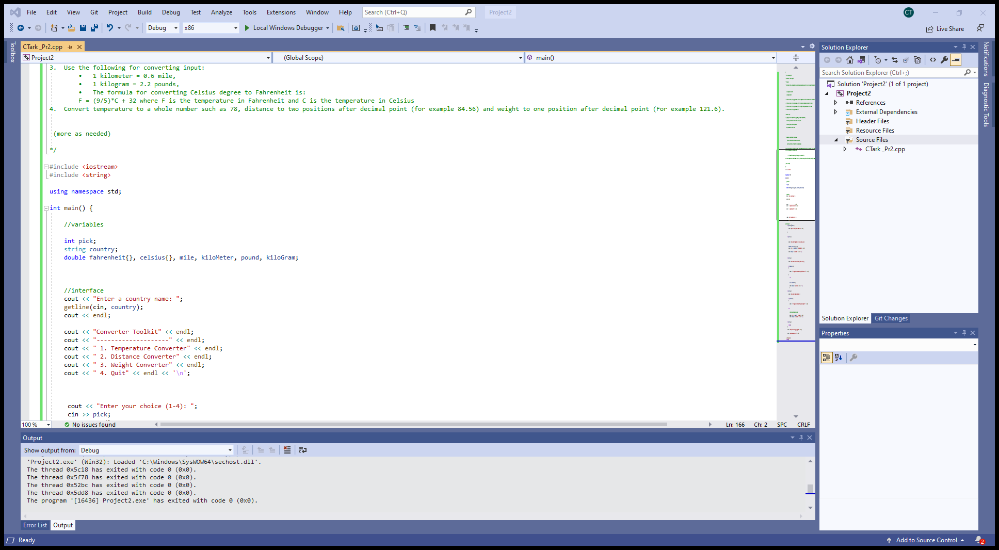 File Edit View Git Project Build Debug Test Analyze Tools Extensions Window Help Search (Ctrl+Q) Project2 CT
Debug x86 Local Windows Debugger Live Share
Toolbox
CTark _Pr2.cpp
Project2 (Global Scope) main()
3.  Use the following for converting input:
•   1 kilometer = 0.6 mile,
•   1 kilogram = 2.2 pounds,
•   The formula for converting Celsius degree to Fahrenheit is:
F = (9/5)*C + 32 where F is the temperature in Fahrenheit and C is the temperature in Celsius
4.  Convert temperature to a whole number such as 78, distance to two positions after decimal point (for example 84.56) and weight to one position after decimal point (For example 121.6).
(more as needed)
*/
#include <iostream>
#include <string>
using namespace std;
int main() {
//variables
int pick;
string country;
double fahrenheit{}, celsius{}, mile, kiloMeter, pound, kiloGram;
//interface
cout << "Enter a country name: ";
getline(cin, country);
cout << endl;
cout << "Converter Toolkit" << endl;
cout << "--------------------" << endl;
cout << " 1. Temperature Converter" << endl;
cout << " 2. Distance Converter" << endl;
cout << " 3. Weight Converter" << endl;
cout << " 4. Quit" << endl << '\n';
cout << "Enter your choice (1-4): ";
cin >> pick;
100 % No issues found Ln: 166 Ch: 2 SPC CRLF
Output
Show output from: Debug
'Project2.exe' (Win32): Loaded 'C:\Windows\SysWOW64\sechost.dll'.
The thread 0x5c18 has exited with code 0 (0x0).
The thread 0x5f78 has exited with code 0 (0x0).
The thread 0x52bc has exited with code 0 (0x0).
The thread 0x5dd8 has exited with code 0 (0x0).
The program '[16436] Project2.exe' has exited with code 0 (0x0).
Error List Output
Solution Explorer
Search Solution Explorer (Ctrl+;)
Solution 'Project2' (1 of 1 project)
Project2
References
External Dependencies
Header Files
Resource Files
Source Files
CTark _Pr2.cpp
Solution Explorer Git Changes
Properties
Notifications
Diagnostic Tools
Ready Add to Source Control 2